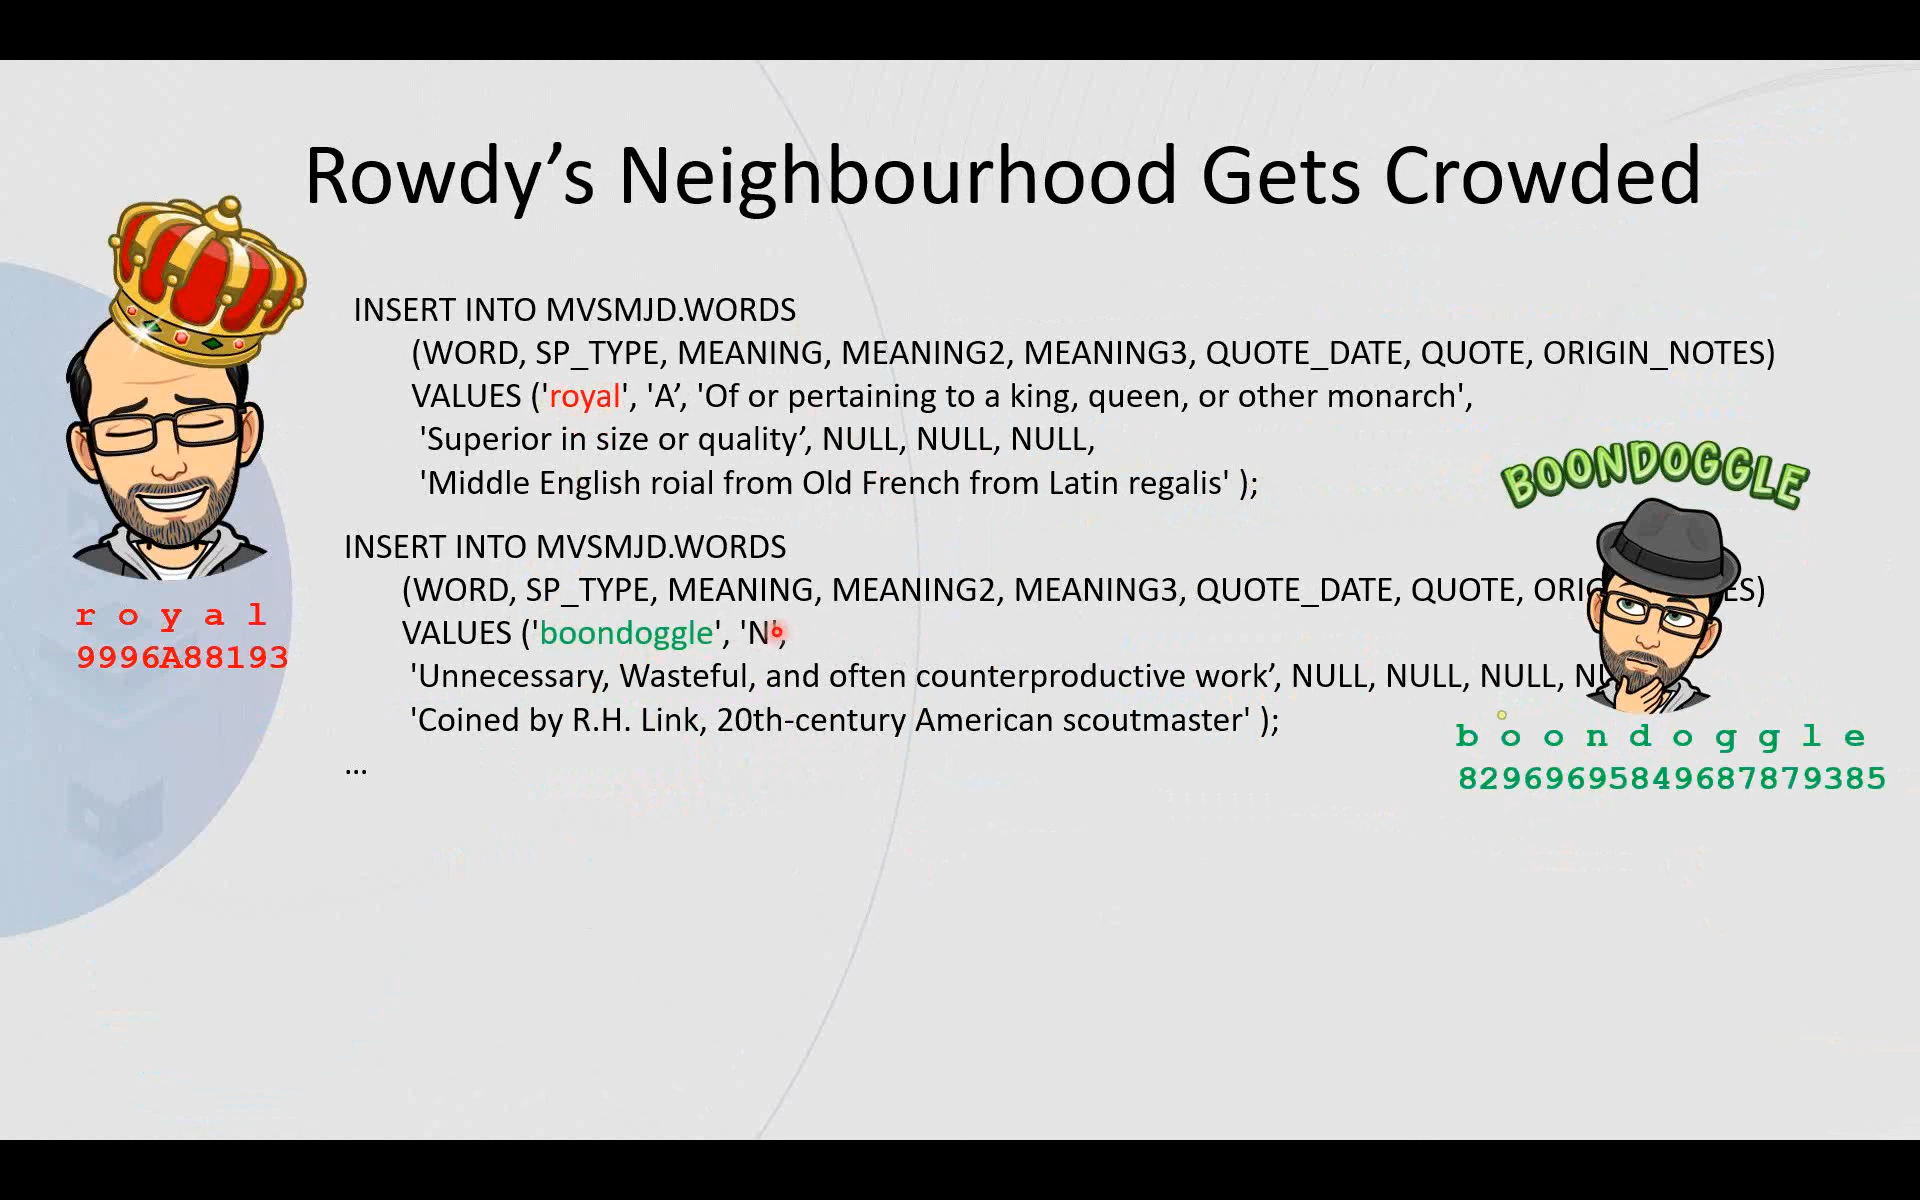 Rowdy’s Neighbourhood Gets Crowded
INSERT INTO MVSMJD.WORDS
(WORD, SP_TYPE, MEANING, MEANING2, MEANING3, QUOTE_DATE, QUOTE, ORIGIN_NOTES)
VALUES ('royal', 'A’, 'Of or pertaining to a king, queen, or other monarch',
'Superior in size or quality’, NULL, NULL, NULL,
'Middle English roial from Old French from Latin regalis' );
r o y a l
9996A88193
BOONDOGGLE
INSERT INTO MVSMJD.WORDS
(WORD, SP_TYPE, MEANING, MEANING2, MEANING3, QUOTE_DATE, QUOTE,
VALUES ('boondoggle', 'N',
'Unnecessary, Wasteful, and often counterproductive work’, NULL, NULL, NULL,
'Coined by R.H. Link, 20th-century American scoutmaster' );
...
b o o n d o g g l e
82969695849687879385